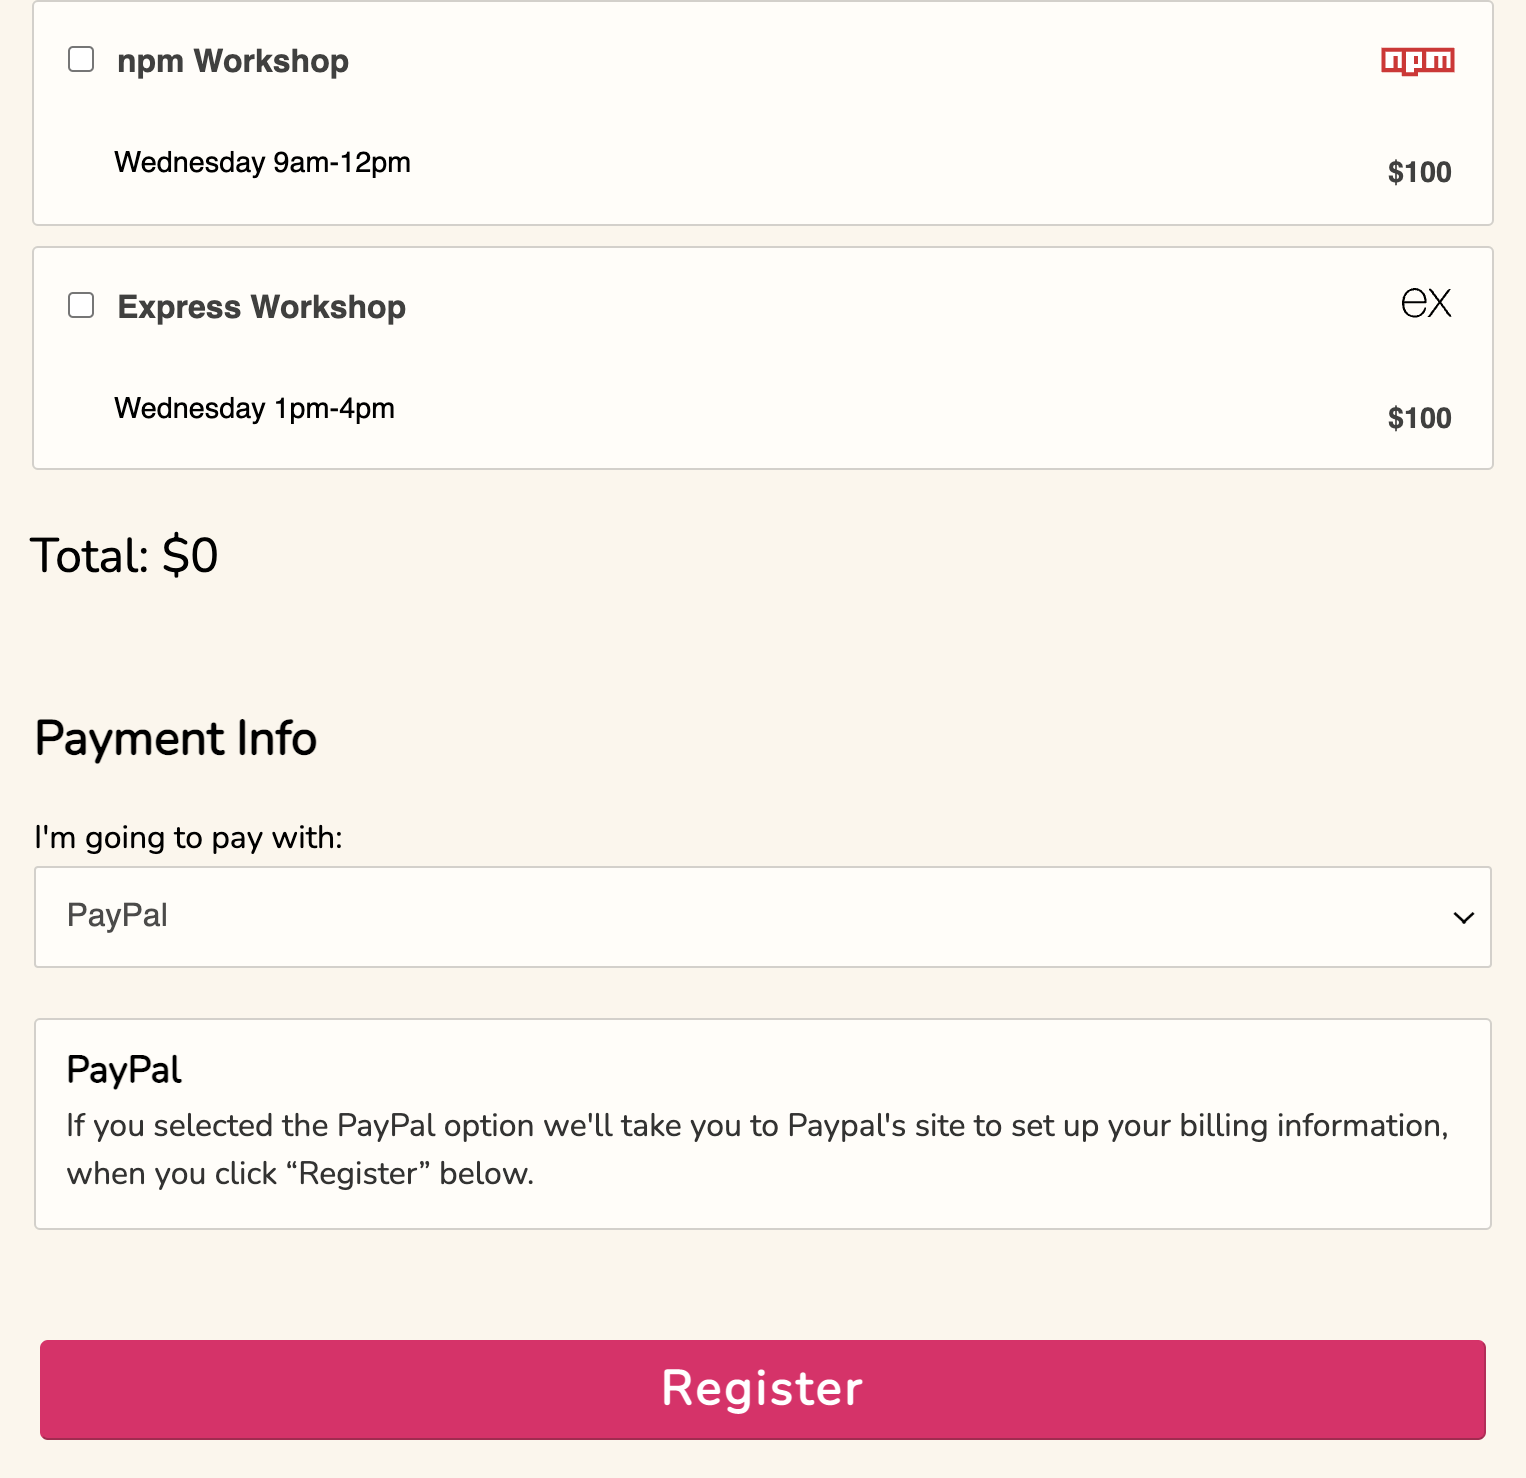 npm Workshop
npm
Wednesday 9am-12pm
$100
Express Workshop
ex
Wednesday 1pm-4pm
$100
Total: $0
Payment Info
I'm going to pay with:
PayPal
PayPal
If you selected the PayPal option we'll take you to Paypal's site to set up your billing information,
when you click “Register” below.
Register